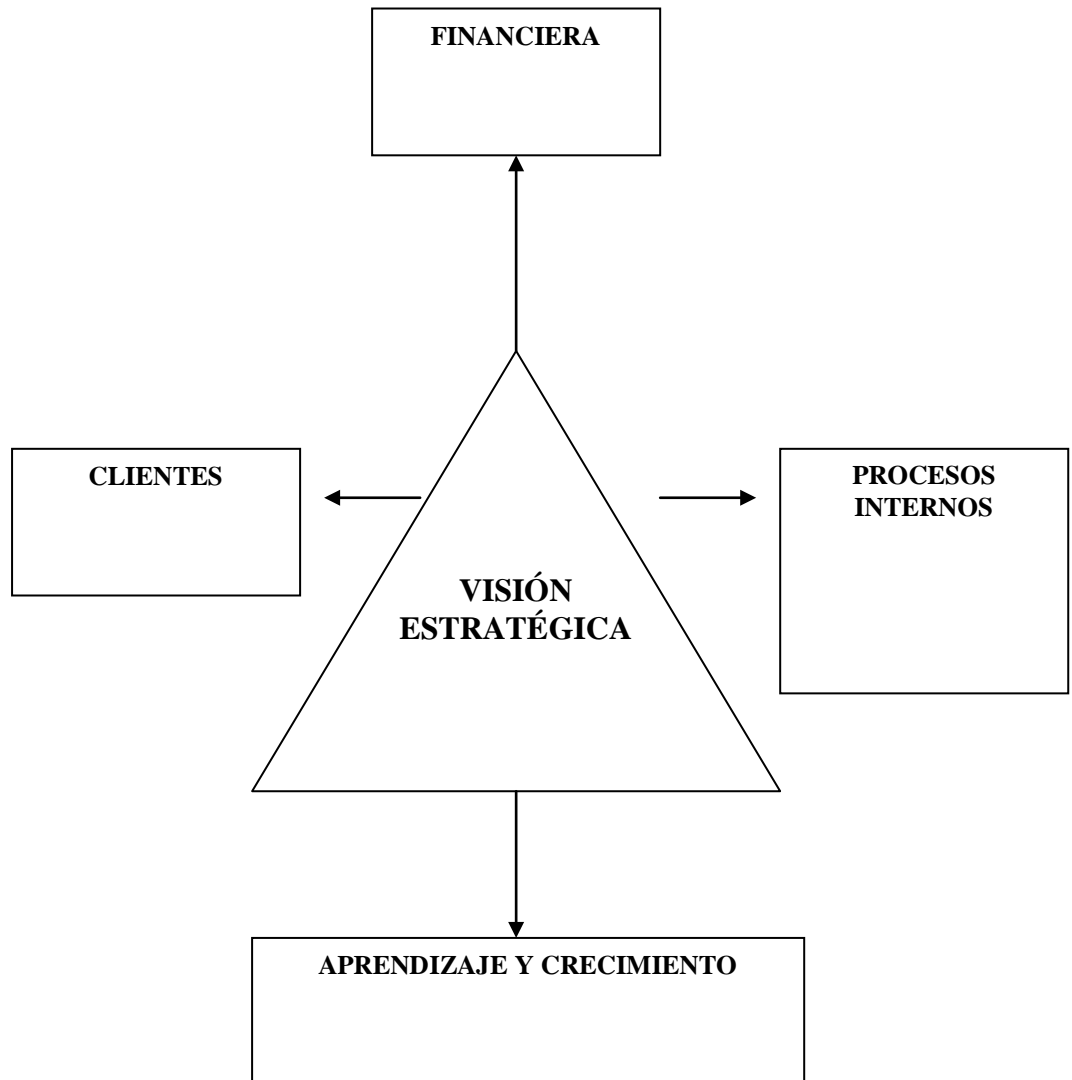 FINANCIERA
CLIENTES
PROCESOS
INTERNOS
VISIÓN
ESTRATÉGICA
APRENDIZAJE Y CRECIMIENTO